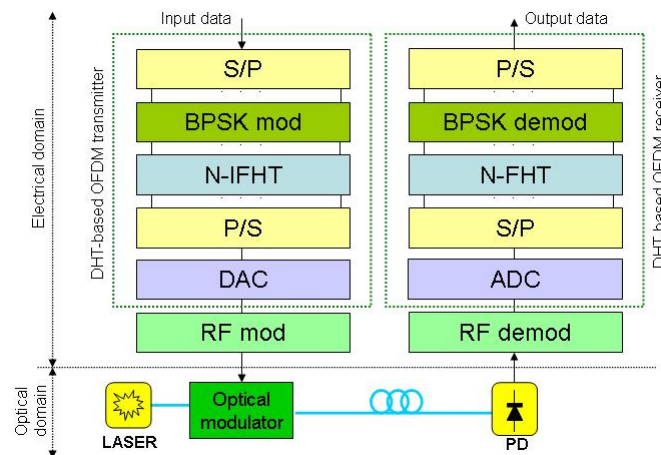 Input data
Output data
Electrical domain
DHT-based OFDM transmitter
S/P
BPSK mod
N-IFHT
P/S
DAC
RF mod
P/S
BPSK demod
N-FHT
S/P
ADC
RF demod
DHT based OFDM receiver
Optical
domain
LASER
Optical
modulator
PD